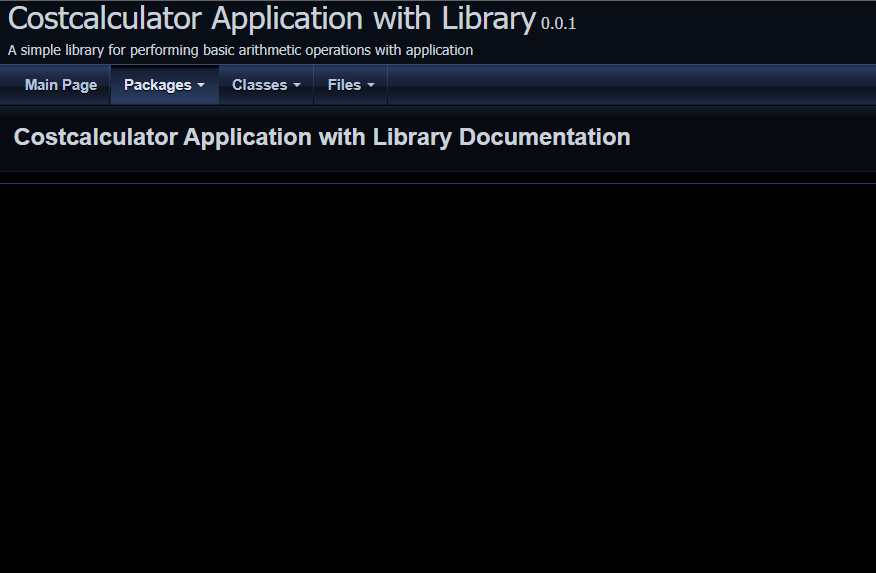 Costcalculator Application with Library 0.0.1
A simple library for performing basic arithmetic operations with application
Main Page Packages Classes Files
Costcalculator Application with Library Documentation